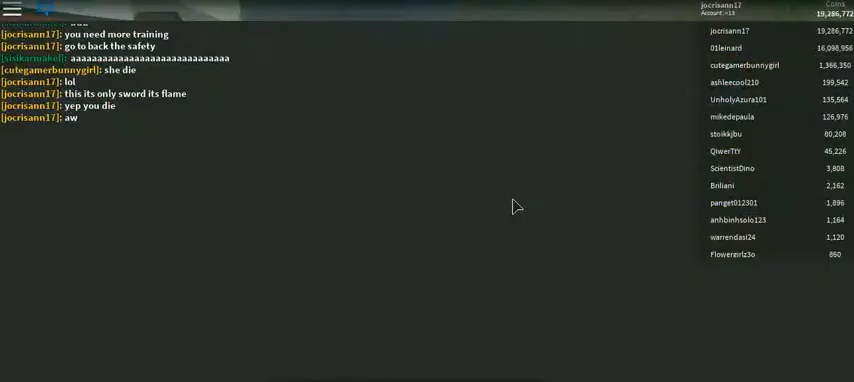 jocrisann17
Account: <13
Coins
19,286,772
[jocrisann17]: you need more training
[jocrisann17]: go to back the safety
[sisikarmakel]: aaaaaaaaaaaaaaaaaaaaaaaaaaaaa
[cutegamerbunnygirl]: she die
[jocrisann17]: lol
[jocrisann17]: this its only sword its flame
[jocrisann17]: yep you die
[jocrisann17]: aw
jocrisann17 19,286,772
01leinard 16,098,956
cutegamerbunnygirl 1,366,350
ashleecool210 199,542
UnholyAzura101 135,564
mikedepaula 126,976
stoikkjbu 80,208
QiwerTtY 45,226
ScientistDino 3,808
Briliani 2,162
panget012301 1,896
anhbinhsolo123 1,164
warrendasi24 1,120
Flowergirlz3o 860